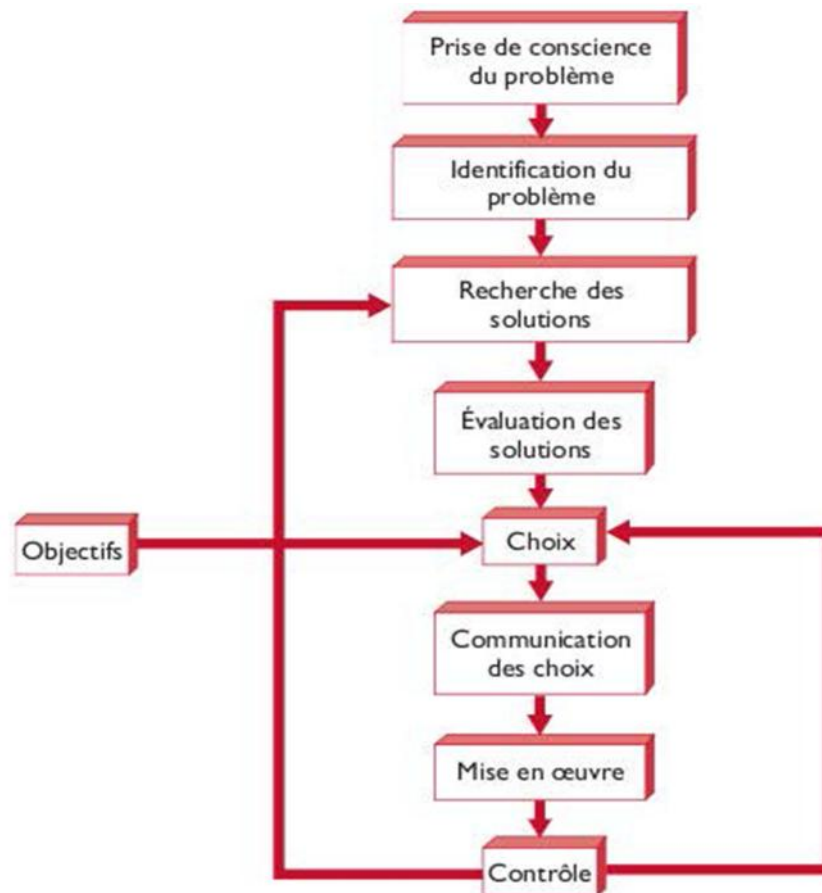 Prise de conscience
du problème
Identification du
problème
Recherche des
solutions
Évaluation des
solutions
Objectifs
Choix
Communication
des choix
Mise en œuvre
Contrôle